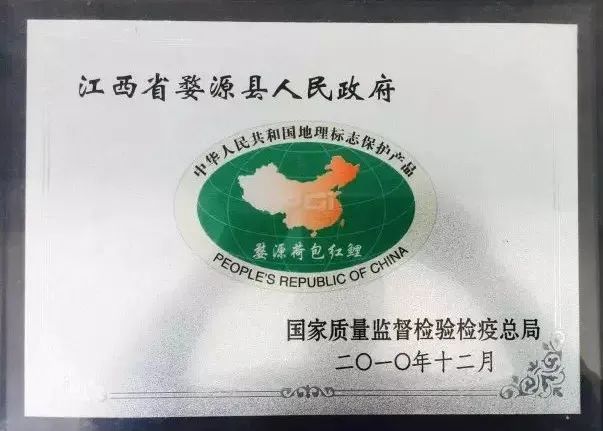 江西省婺源县人民政府
中华人民共和国地理标志保护产品
PGI
婺源荷包红鲤
PEOPLE'S REPUBLIC OF CHINA
国家质量监督检验检疫总局
二〇一〇年十二月